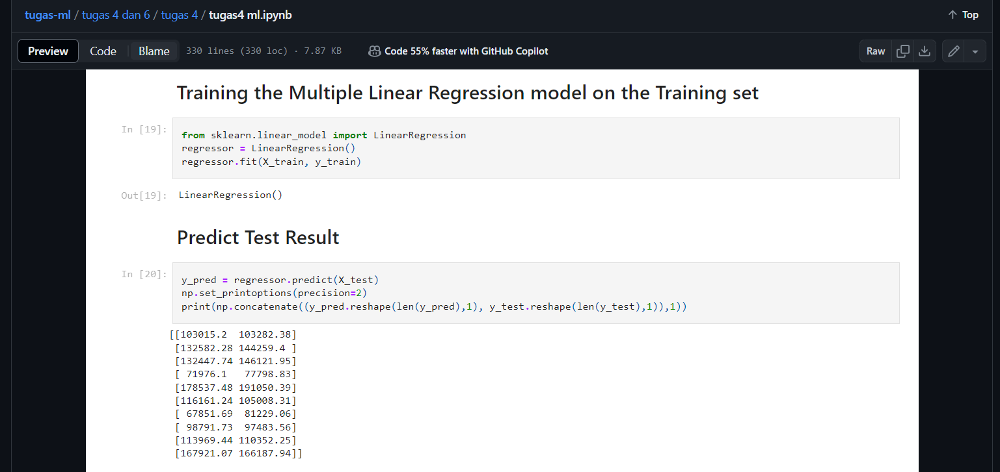 tugas-ml / tugas 4 dan 6 / tugas 4 / tugas4 ml.ipynb
Top
Preview Code Blame 330 lines (330 loc) · 7.87 KB Code 55% faster with GitHub Copilot Raw
Training the Multiple Linear Regression model on the Training set
In [19]:
from sklearn.linear_model import LinearRegression
regressor = LinearRegression()
regressor.fit(X_train, y_train)
Out[19]: LinearRegression()
Predict Test Result
In [20]:
y_pred = regressor.predict(X_test)
np.set_printoptions(precision=2)
print(np.concatenate((y_pred.reshape(len(y_pred),1), y_test.reshape(len(y_test),1)),1))
[[103015.2  103282.38]
 [132582.28 144259.4 ]
 [132447.74 146121.95]
 [ 71976.1   77798.83]
 [178537.48 191050.39]
 [116161.24 105008.31]
 [ 67851.69  81229.06]
 [ 98791.73  97483.56]
 [113969.44 110352.25]
 [167921.07 166187.94]]